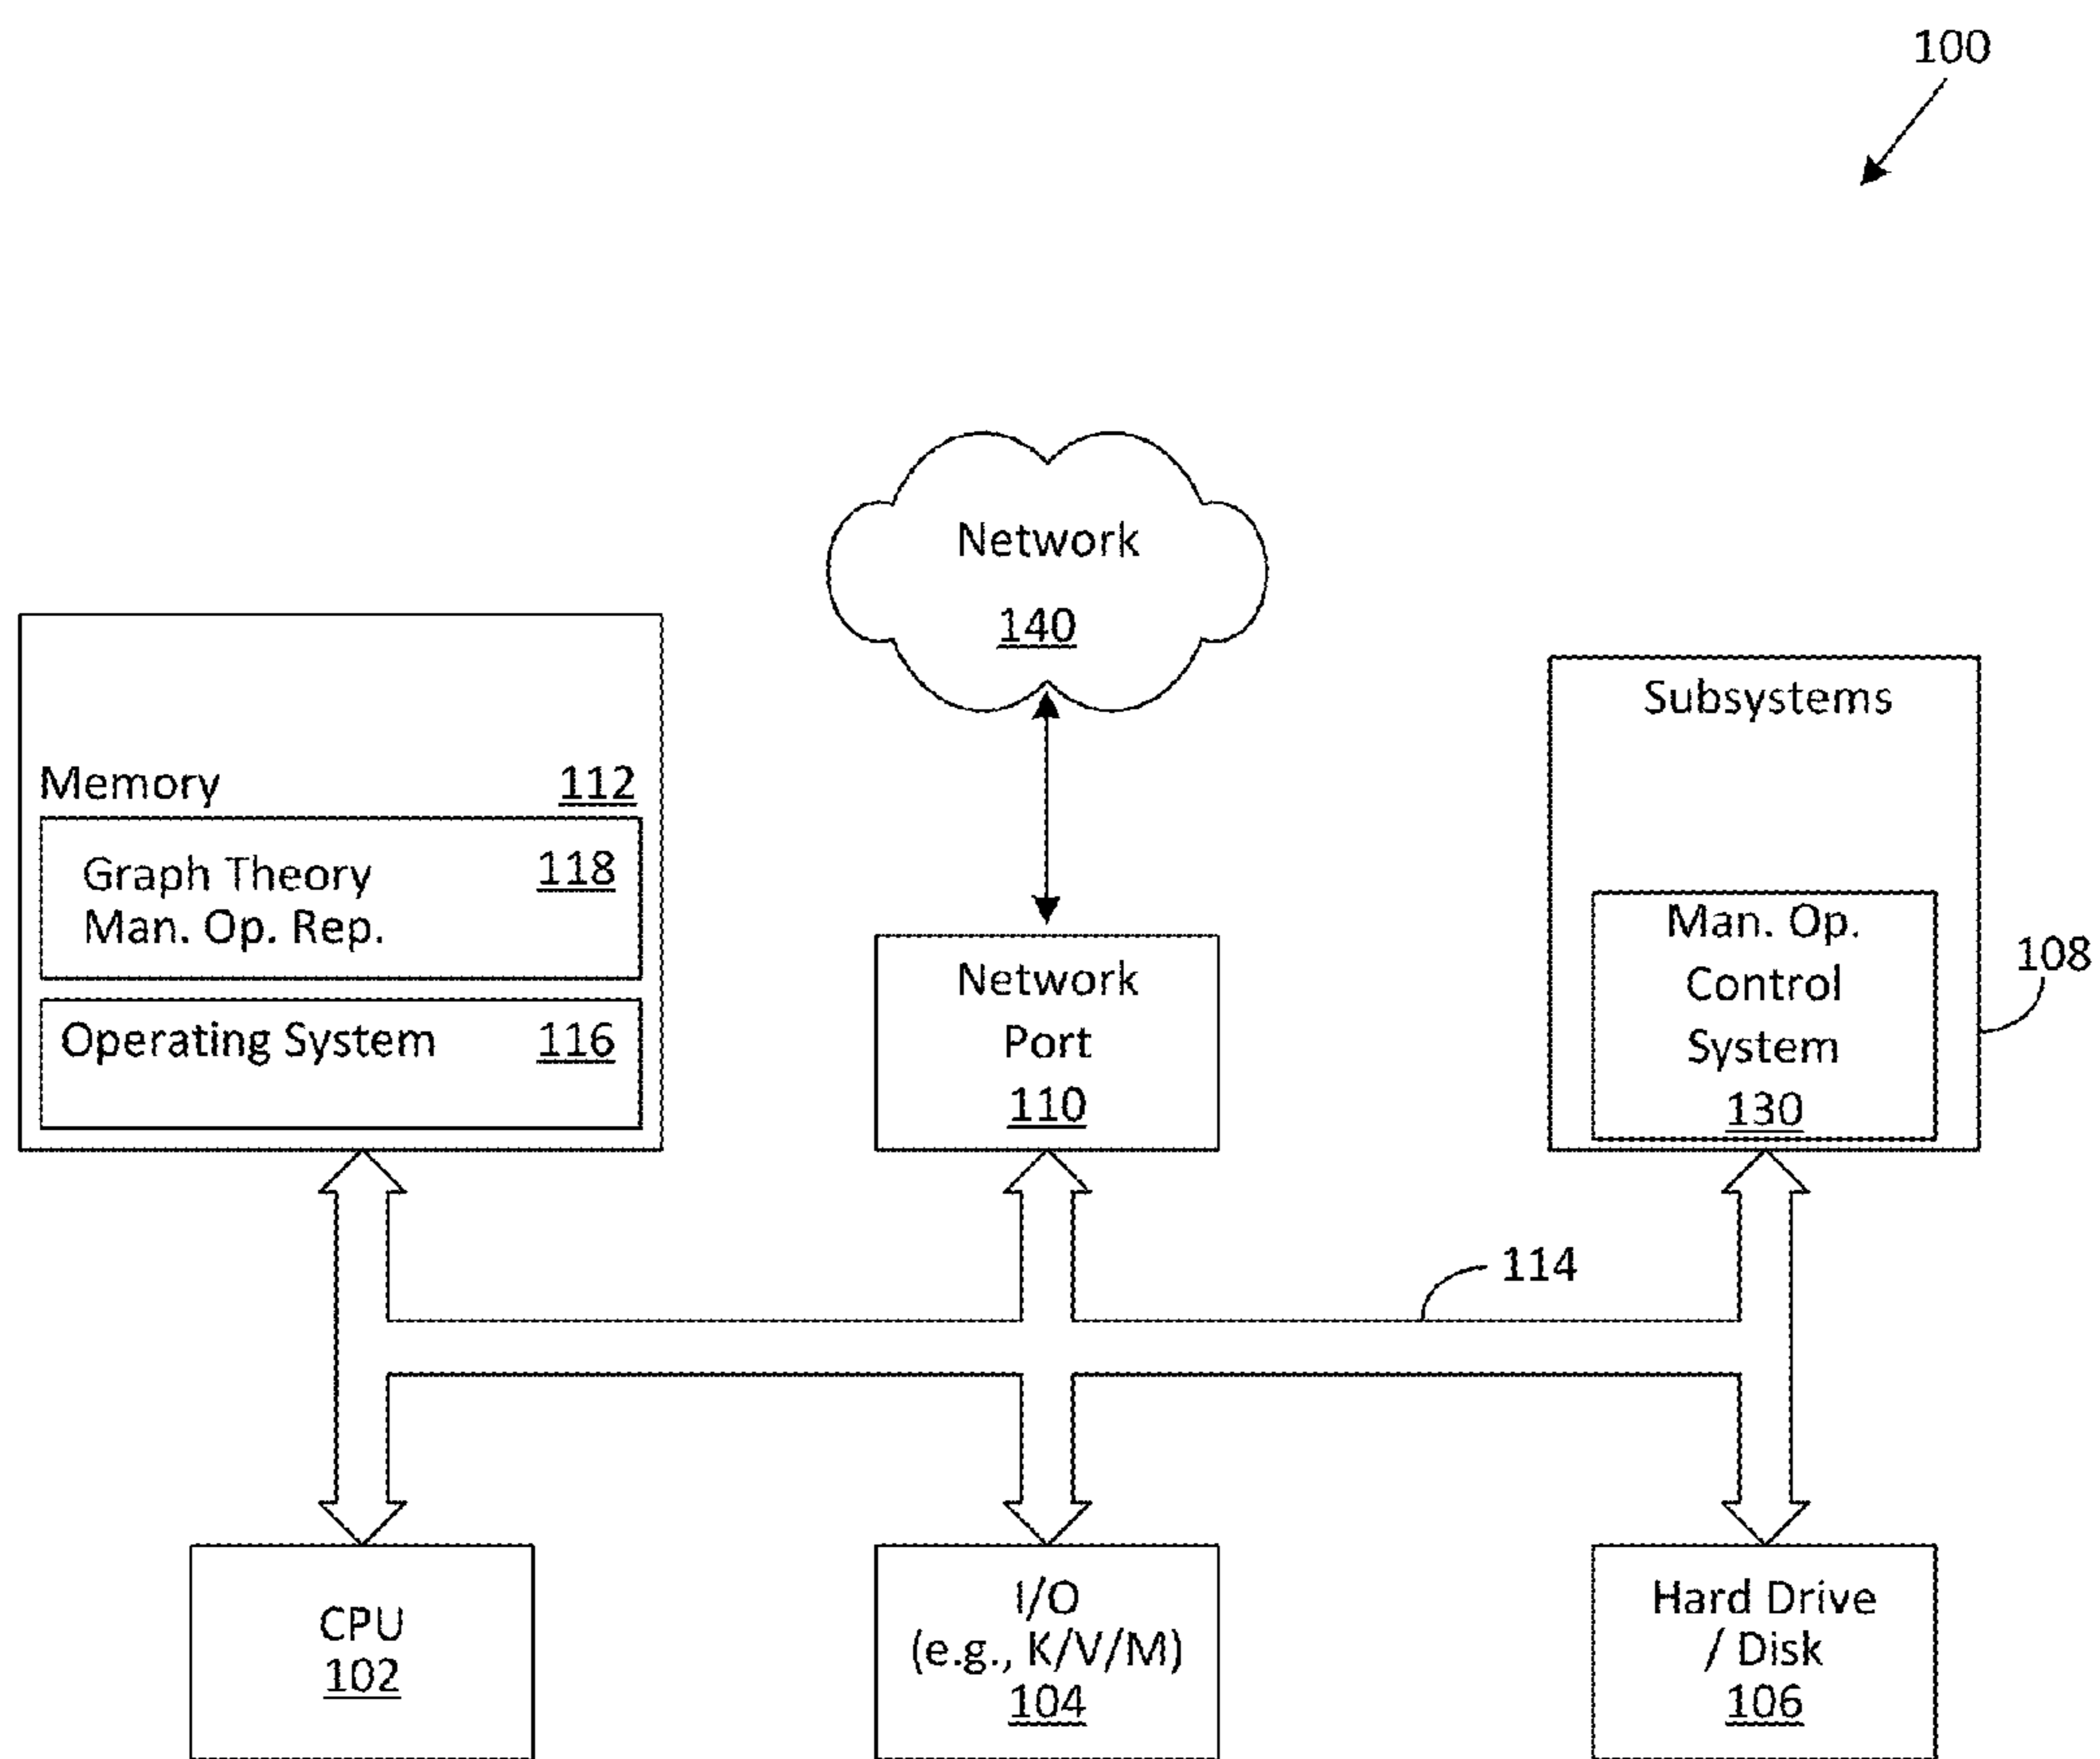 100
Network
140
Memory 112
Graph Theory 118
Man. Op. Rep.
Operating System 116
Network
Port
110
Subsystems
Man. Op.
Control
System
130
108
114
CPU
102
I/O
(e.g., K/V/M)
104
Hard Drive
/ Disk
106